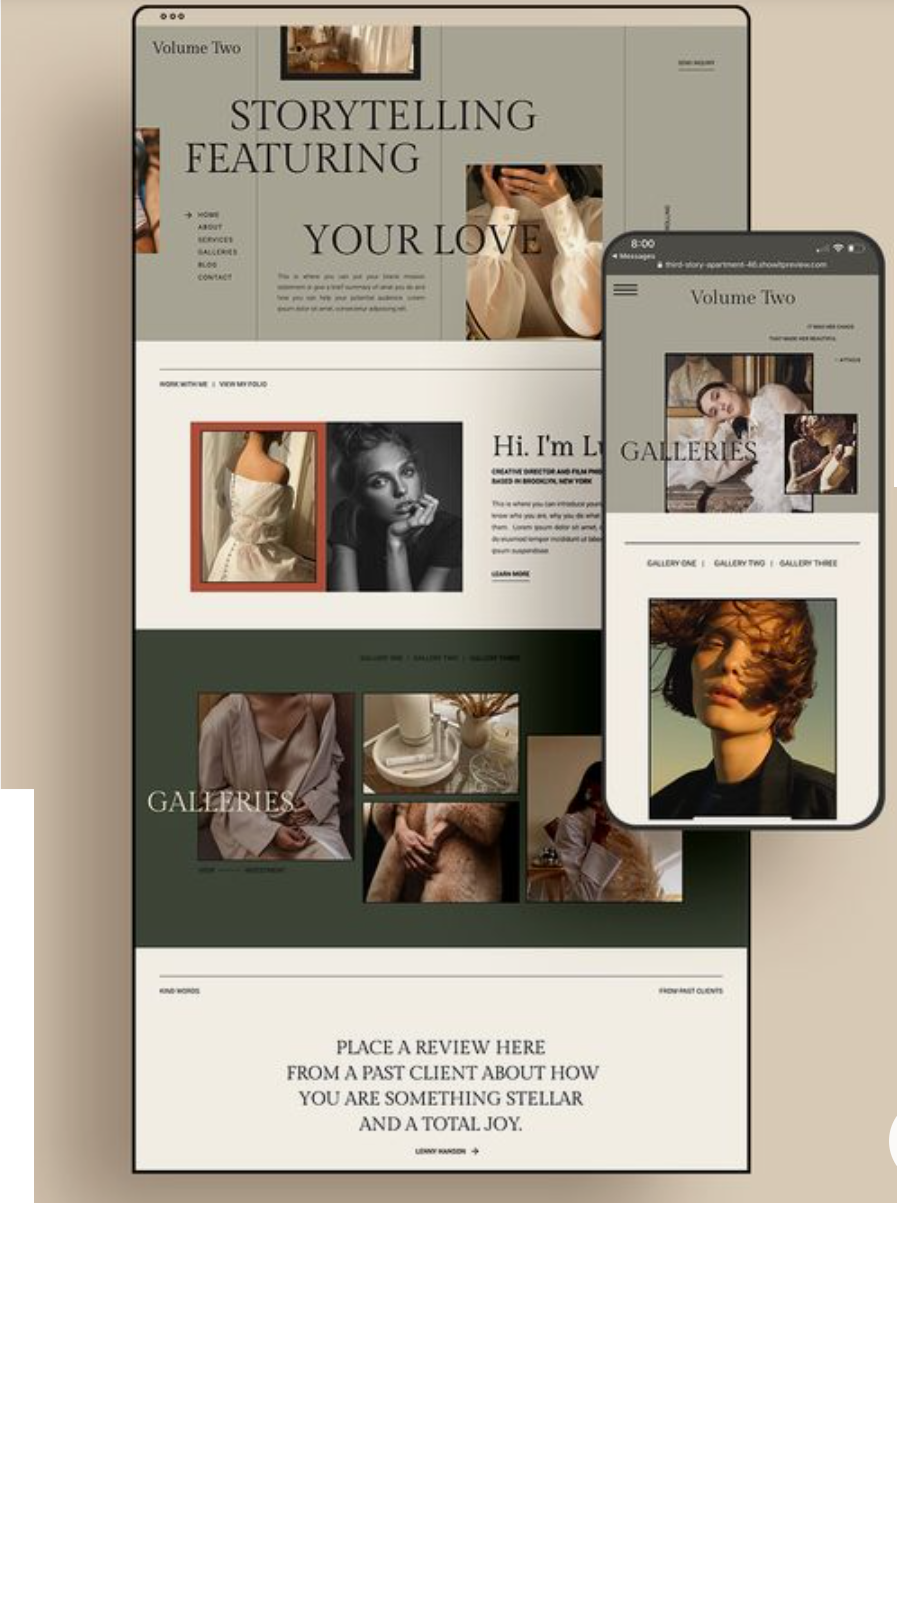 Volume Two
SEND INQUIRY
STORYTELLING
FEATURING
YOUR LOVE
HOME
ABOUT
SERVICES
GALLERIES
BLOG
CONTACT
This is where you can put your brand mission
statement or give a brief summary of what you do and
how you can help your potential audience. Lorem
ipsum dolor sit amet, consectetur adipiscing elit.
WORK WITH ME | VIEW MY FOLIO
Hi. I'm Lu
CREATIVE DIRECTOR AND FILM PHO
BASED IN BROOKLYN, NEW YORK
This is where you can introduce yours
know who you are, why you do what
them. Lorem ipsum dolor sit amet,
do eiusmod tempor incididunt ut labor
ipsum suspendisse
LEARN MORE
GALLERY ONE | GALLERY TWO | GALLERY THREE
GALLERIES
SHOP
INVESTMENT
KIND WORDS
FROM PAST CLIENTS
PLACE A REVIEW HERE
FROM A PAST CLIENT ABOUT HOW
YOU ARE SOMETHING STELLAR
AND A TOTAL JOY.
LENNY HANSON →
8:00
Messages
third-story-apartment-46.showitpreview.com
Volume Two
IT WAS HER CHAOS
THAT MADE HER BEAUTIFUL
- ATTICUS
GALLERIES
GALLERY ONE | GALLERY TWO | GALLERY THREE